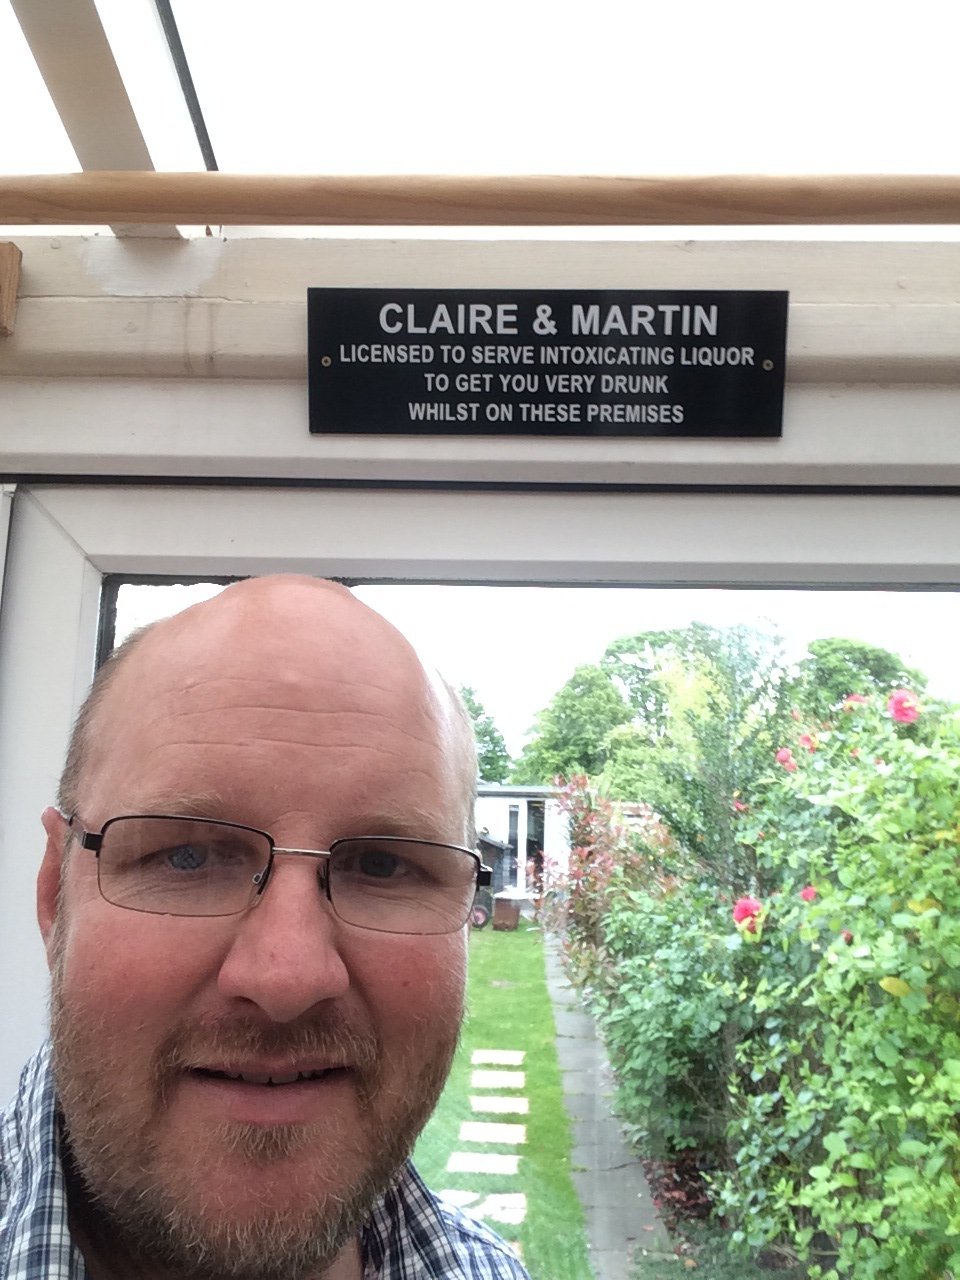 CLAIRE & MARTIN
LICENSED TO SERVE INTOXICATING LIQUOR
TO GET YOU VERY DRUNK
WHILST ON THESE PREMISES